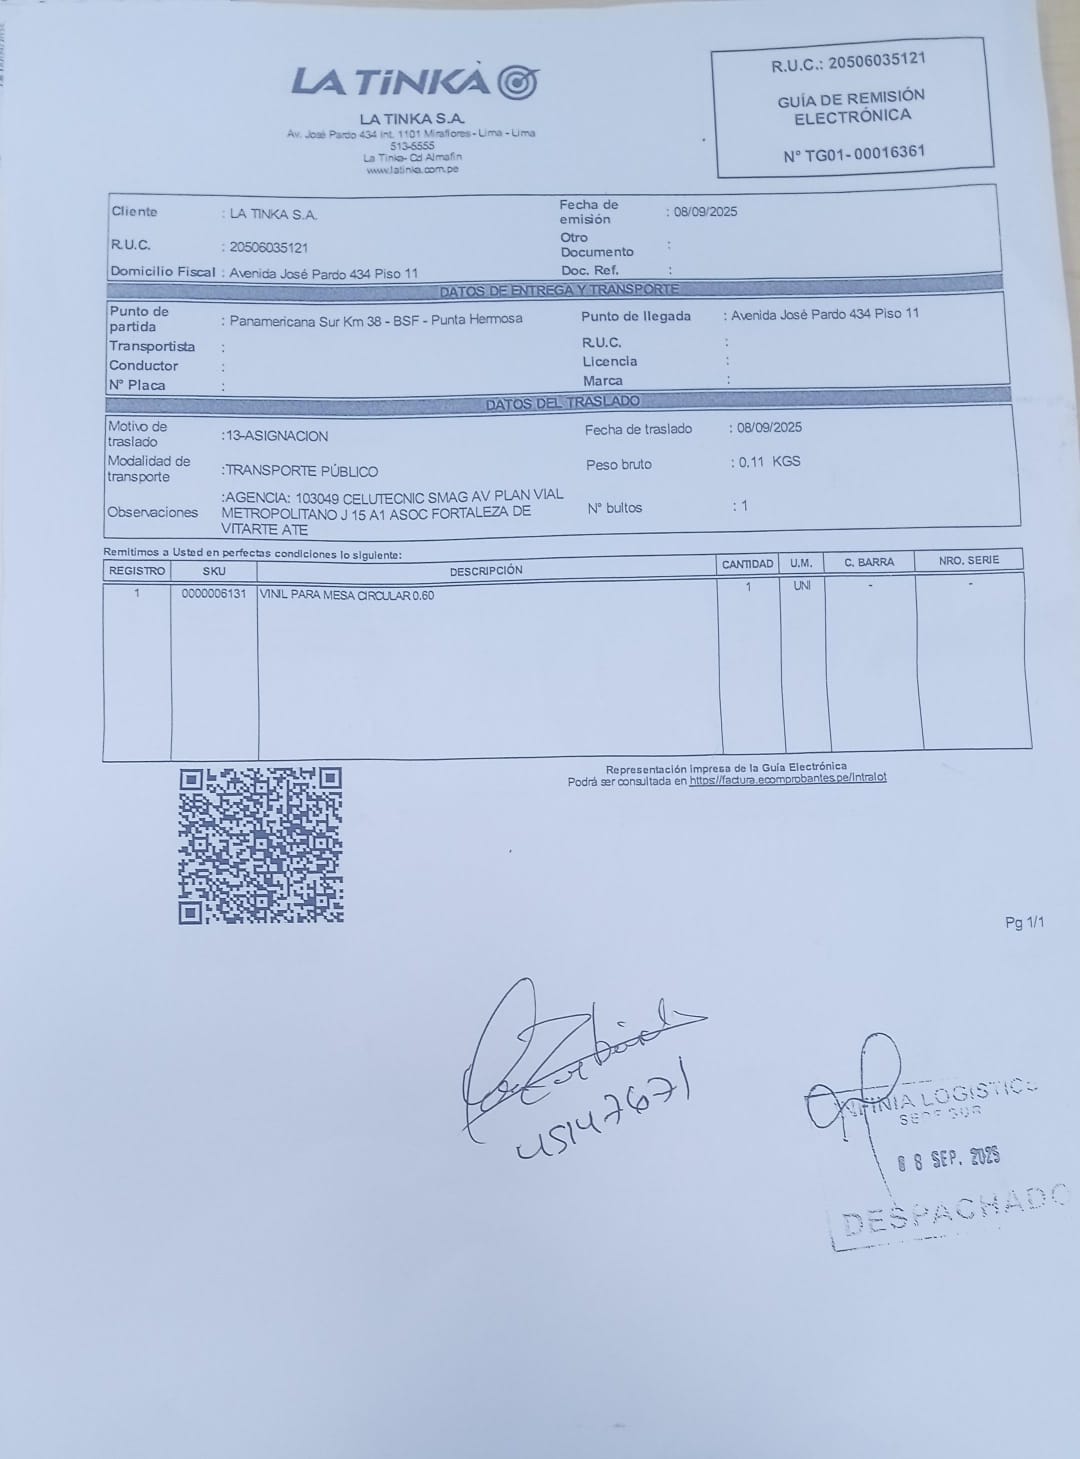 LA TiNKA
LA TINKA S.A.
Av. José Pardo 434 Int. 1101 Miraflores - Lima - Lima
513-5555
La Tinka- Cd Almafin
www.latinka.com.pe
R.U.C.: 20506035121
GUÍA DE REMISIÓN
ELECTRÓNICA
N° TG01- 00016361
Cliente : LA TINKA S.A.
Fecha de emisión : 08/09/2025
R.U.C. : 20506035121
Otro Documento :
Domicilio Fiscal : Avenida José Pardo 434 Piso 11
Doc. Ref. :
DATOS DE ENTREGA Y TRANSPORTE
Punto de partida : Panamericana Sur Km 38 - BSF - Punta Hermosa
Punto de llegada : Avenida José Pardo 434 Piso 11
Transportista :
R.U.C. :
Conductor :
Licencia :
N° Placa :
Marca :
DATOS DEL TRASLADO
Motivo de traslado :13-ASIGNACION
Fecha de traslado : 08/09/2025
Modalidad de transporte :TRANSPORTE PÚBLICO
Peso bruto : 0.11 KGS
Observaciones :AGENCIA: 103049 CELUTECNIC SMAG AV PLAN VIAL
METROPOLITANO J 15 A1 ASOC FORTALEZA DE
VITARTE ATE
N° bultos : 1
Remitimos a Usted en perfectas condiciones lo siguiente:
REGISTRO SKU DESCRIPCIÓN CANTIDAD U.M. C. BARRA NRO. SERIE
1 0000006131 VINIL PARA MESA CIRCULAR 0.60 1 UNI - -
Representación impresa de la Guía Electrónica
Podrá ser consultada en https://factura.ecomprobantes.pe/Intralot
Pg 1/1
45147671
INFINIA LOGISTICS
SEDE SUR
08 SEP. 2025
DESPACHADO